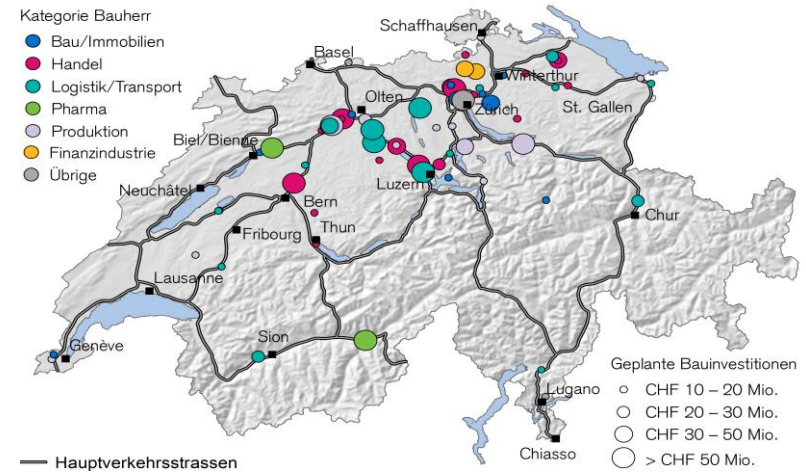 Kategorie Bauherr
Bau/Immobilien
Handel
Logistik/Transport
Pharma
Produktion
Finanzindustrie
Übrige
Schaffhausen
Basel
Winterthur
Olten
Zürich
St. Gallen
Biel/Bienne
Luzern
Neuchâtel
Bern
Chur
Fribourg
Thun
Lausanne
Sion
Genève
Lugano
Chiasso
Geplante Bauinvestitionen
CHF 10 – 20 Mio.
CHF 20 – 30 Mio.
CHF 30 – 50 Mio.
> CHF 50 Mio.
Hauptverkehrsstrassen